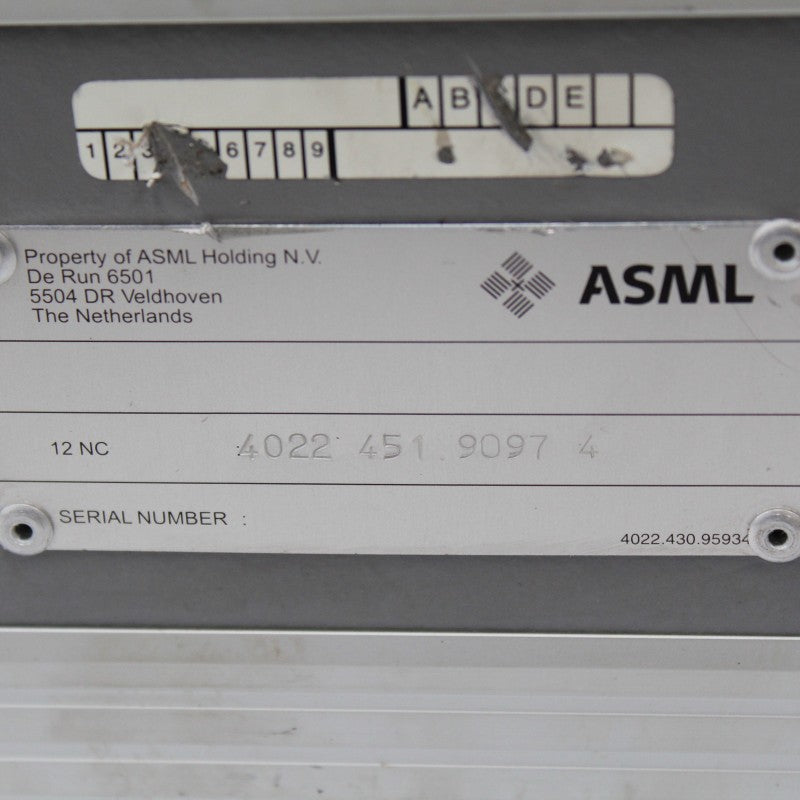 A B D E
1 2 3 6 7 8 9
Property of ASML Holding N.V.
De Run 6501
5504 DR Veldhoven
The Netherlands
ASML
12 NC : 4022 451 9097 4
SERIAL NUMBER :
4022.430.95934